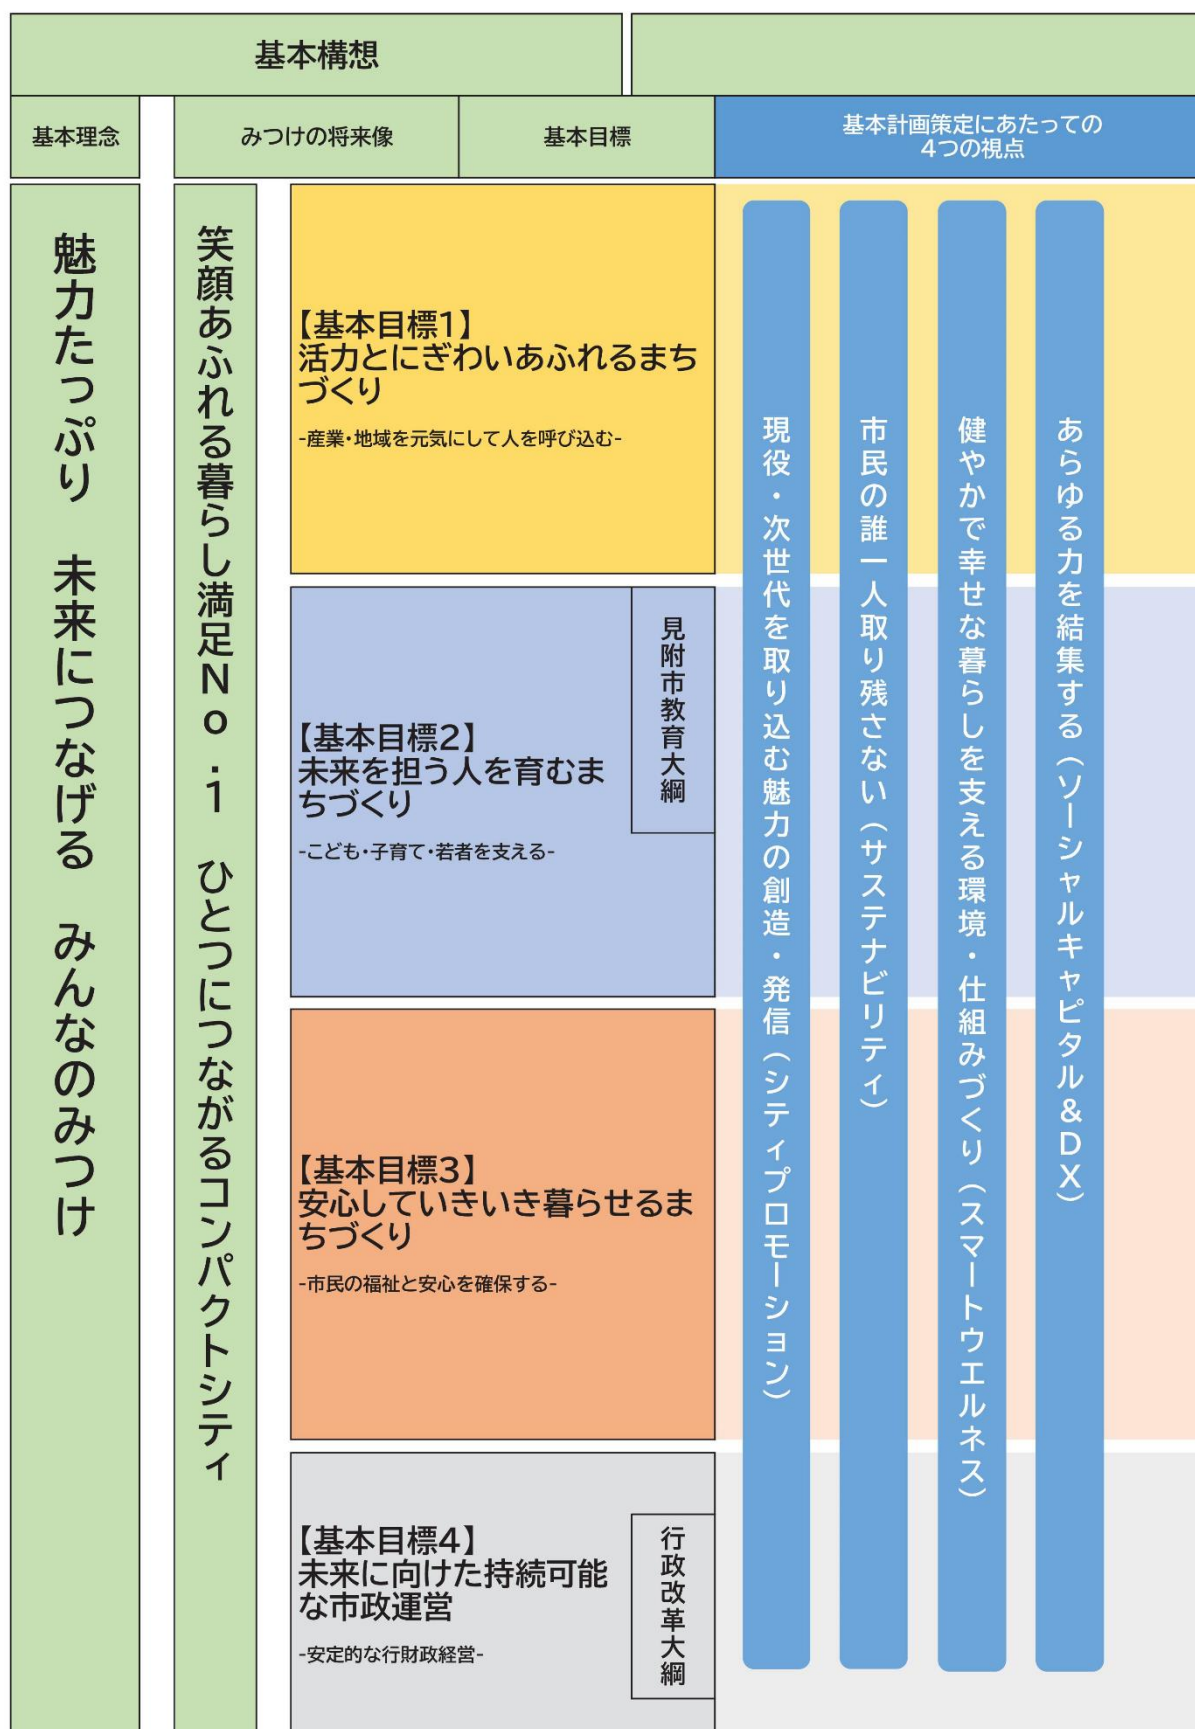 基本構想
基本理念
みつけの将来像
基本目標
基本計画策定にあたっての
4つの視点
魅力たっぷり　未来につなげる　みんなのみつけ
笑顔あふれる暮らし満足No.1　ひとつにつながるコンパクトシティ
【基本目標1】
活力とにぎわいあふれるまち
づくり
-産業・地域を元気にして人を呼び込む-
【基本目標2】
未来を担う人を育むま
ちづくり
-こども・子育て・若者を支える-
見附市教育大綱
【基本目標3】
安心していきいき暮らせるま
ちづくり
-市民の福祉と安心を確保する-
【基本目標4】
未来に向けた持続可能
な市政運営
-安定的な行財政経営-
行政改革大綱
現役・次世代を取り込む魅力の創造・発信（シティプロモーション）
市民の誰一人取り残さない（サステナビリティ）
健やかで幸せな暮らしを支える環境・仕組みづくり（スマートウエルネス）
あらゆる力を結集する（ソーシャルキャピタル＆DX）